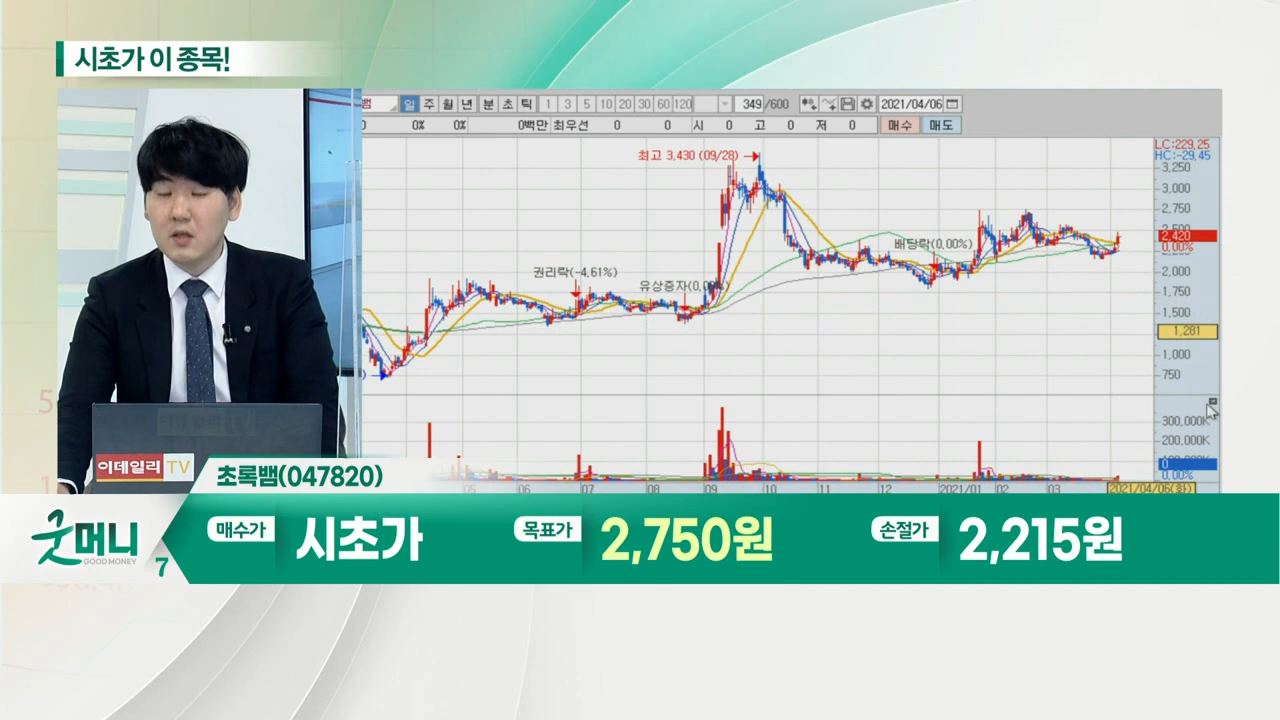 시초가 이 종목!
뱀 일 주 월 년 분 초 틱 1 3 5 10 20 30 60 120 349 /600 2021/04/06
0 0% 0% 0백만 최우선 0 0 시 0 고 0 저 0 매수 매도
LC:229.25
HC:-29.45
최고 3,430 (09/28)
3,250
3,000
2,750
2,500
2,420
0.00%
배당락(0,00%)
권리락(-4,61%)
2,000
유상증자(0,00%)
1,750
1,500
1,281
1,000
750
300,000K
200,000K
0
0.00%
05 06 07 08 09 10 11 12 2021/01 02 03 2021/04/06(화)
이데일리 TV
초록뱀(047820)
굿머니
GOOD MONEY
7
매수가 시초가 목표가 2,750원 손절가 2,215원